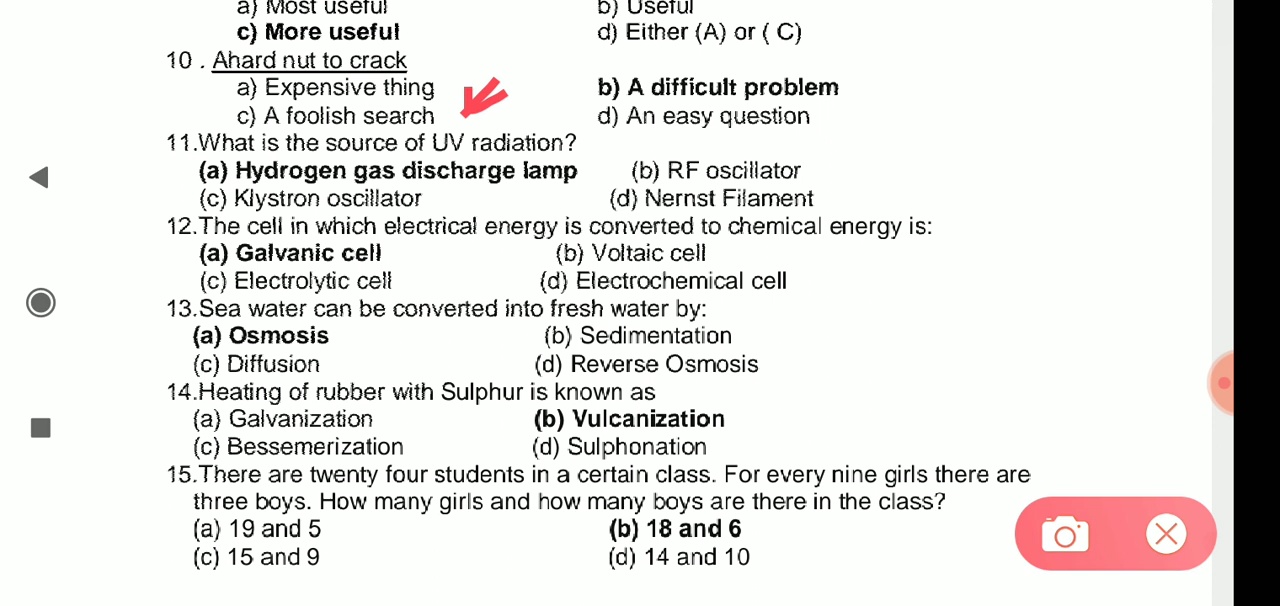 a) Most useful b) Useful
c) More useful d) Either (A) or ( C)
10 . Ahard nut to crack
a) Expensive thing b) A difficult problem
c) A foolish search d) An easy question
11.What is the source of UV radiation?
(a) Hydrogen gas discharge lamp (b) RF oscillator
(c) Klystron oscillator (d) Nernst Filament
12.The cell in which electrical energy is converted to chemical energy is:
(a) Galvanic cell (b) Voltaic cell
(c) Electrolytic cell (d) Electrochemical cell
13.Sea water can be converted into fresh water by:
(a) Osmosis (b) Sedimentation
(c) Diffusion (d) Reverse Osmosis
14.Heating of rubber with Sulphur is known as
(a) Galvanization (b) Vulcanization
(c) Bessemerization (d) Sulphonation
15.There are twenty four students in a certain class. For every nine girls there are
three boys. How many girls and how many boys are there in the class?
(a) 19 and 5 (b) 18 and 6
(c) 15 and 9 (d) 14 and 10